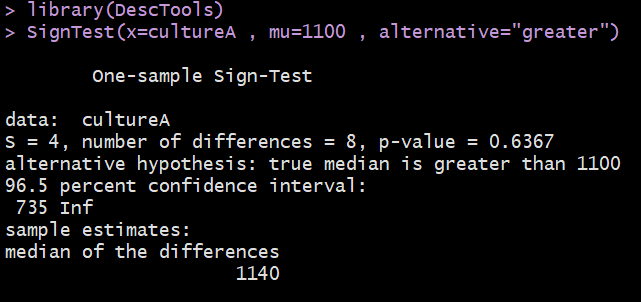 > library(DescTools)
> SignTest(x=cultureA , mu=1100 , alternative="greater")
One-sample Sign-Test
data:  cultureA
S = 4, number of differences = 8, p-value = 0.6367
alternative hypothesis: true median is greater than 1100
96.5 percent confidence interval:
735 Inf
sample estimates:
median of the differences
1140